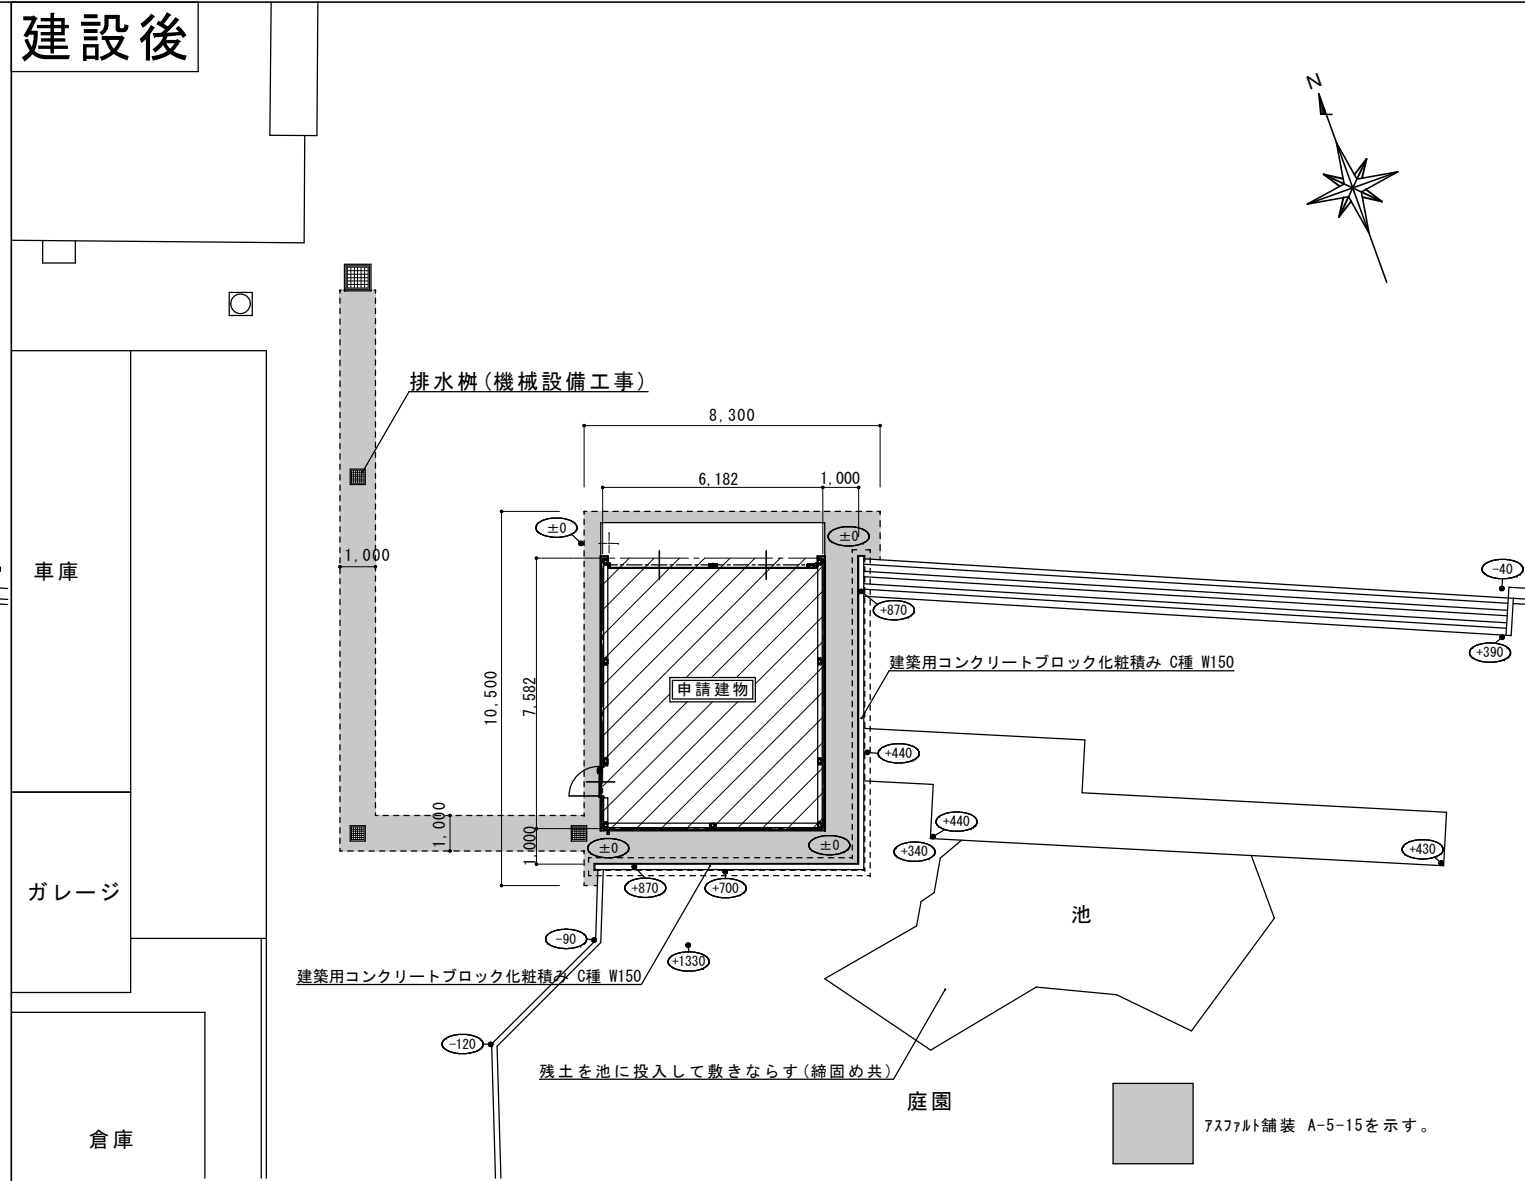 建設後
N
排水桝(機械設備工事)
8,300
6,182
1,000
±0
±0
1,000
車庫
-40
+870
+390
建築用コンクリートブロック化粧積み C種 W150
申請建物
10,500
7,582
+440
1,000
1,000
+440
±0
±0
+340
+430
ガレージ
+870
+700
池
-90
+1330
建築用コンクリートブロック化粧積み C種 W150
-120
残土を池に投入して敷きならす(締固め共)
庭園
アスファルト舗装 A-5-15を示す。
倉庫